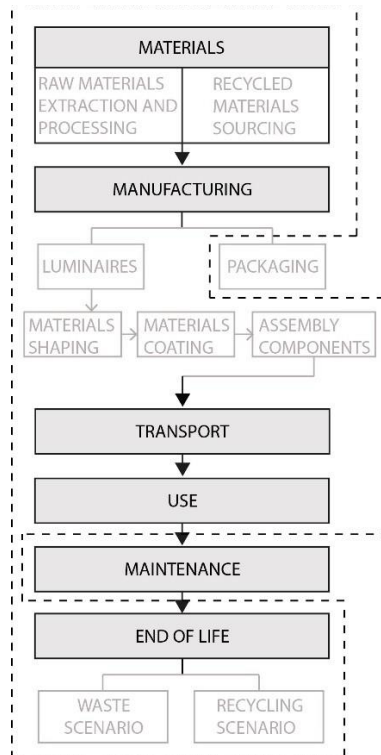 MATERIALS
RAW MATERIALS
EXTRACTION AND
PROCESSING
RECYCLED
MATERIALS
SOURCING
MANUFACTURING
LUMINAIRES
PACKAGING
MATERIALS
SHAPING
MATERIALS
COATING
ASSEMBLY
COMPONENTS
TRANSPORT
USE
MAINTENANCE
END OF LIFE
WASTE
SCENARIO
RECYCLING
SCENARIO